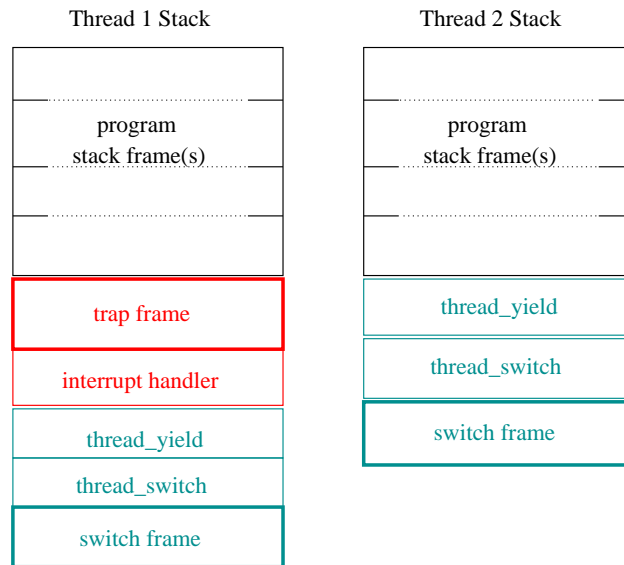 Thread 1 Stack
program
stack frame(s)
trap frame
interrupt handler
thread_yield
thread_switch
switch frame
Thread 2 Stack
program
stack frame(s)
thread_yield
thread_switch
switch frame